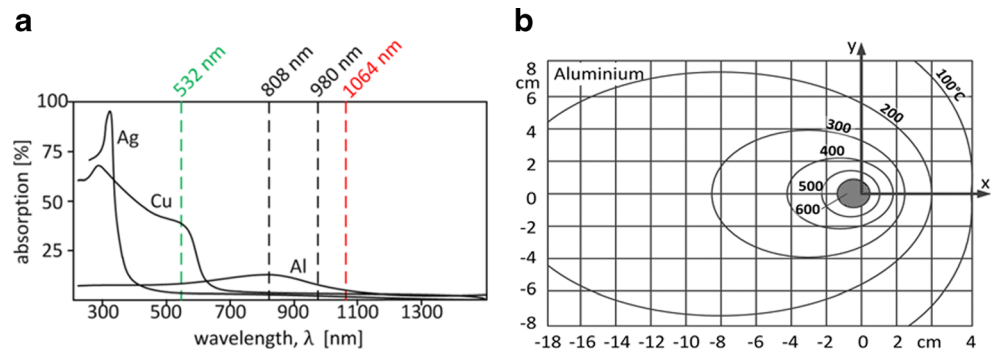 a
532 nm
808 nm
980 nm
1064 nm
100
75
50
25
absorption [%]
Ag
Cu
Al
300 500 700 900 1100 1300
wavelength, λ [nm]
b
y
8
cm
6
4
2
0
-2
-4
-6
-8
Aluminium
100°C
200
300
400
500
600
x
-18 -16 -14 -12 -10 -8 -6 -4 -2 0 2 cm 4